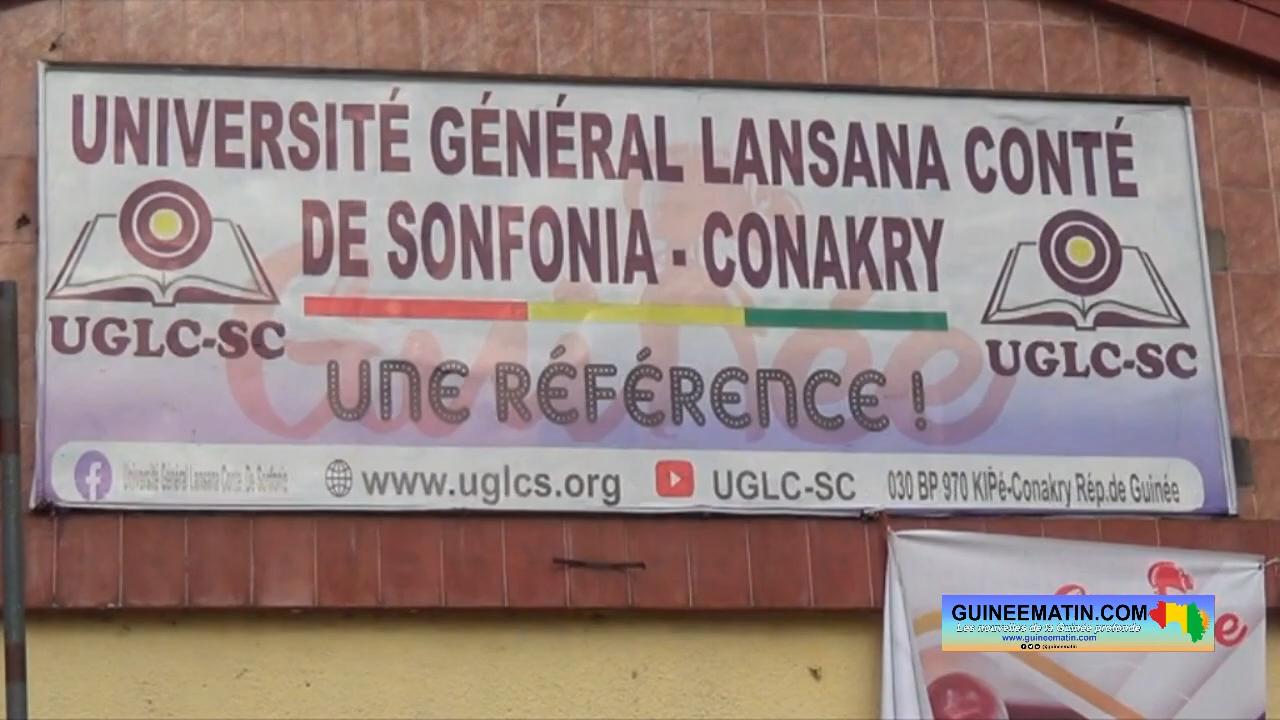 UNIVERSITÉ GÉNÉRAL LANSANA CONTÉ
DE SONFONIA - CONAKRY
UGLC-SC
UGLC-SC
Guinée
UNE RÉFÉRENCE !
Université Général Lansana Conté De Sonfonia
www.uglcs.org
UGLC-SC
030 BP 970 KIPé-Conakry Rép.de Guinée
GUINEEMATIN.COM
Les nouvelles de la Guinée profonde
www.guineematin.com
@guineematin